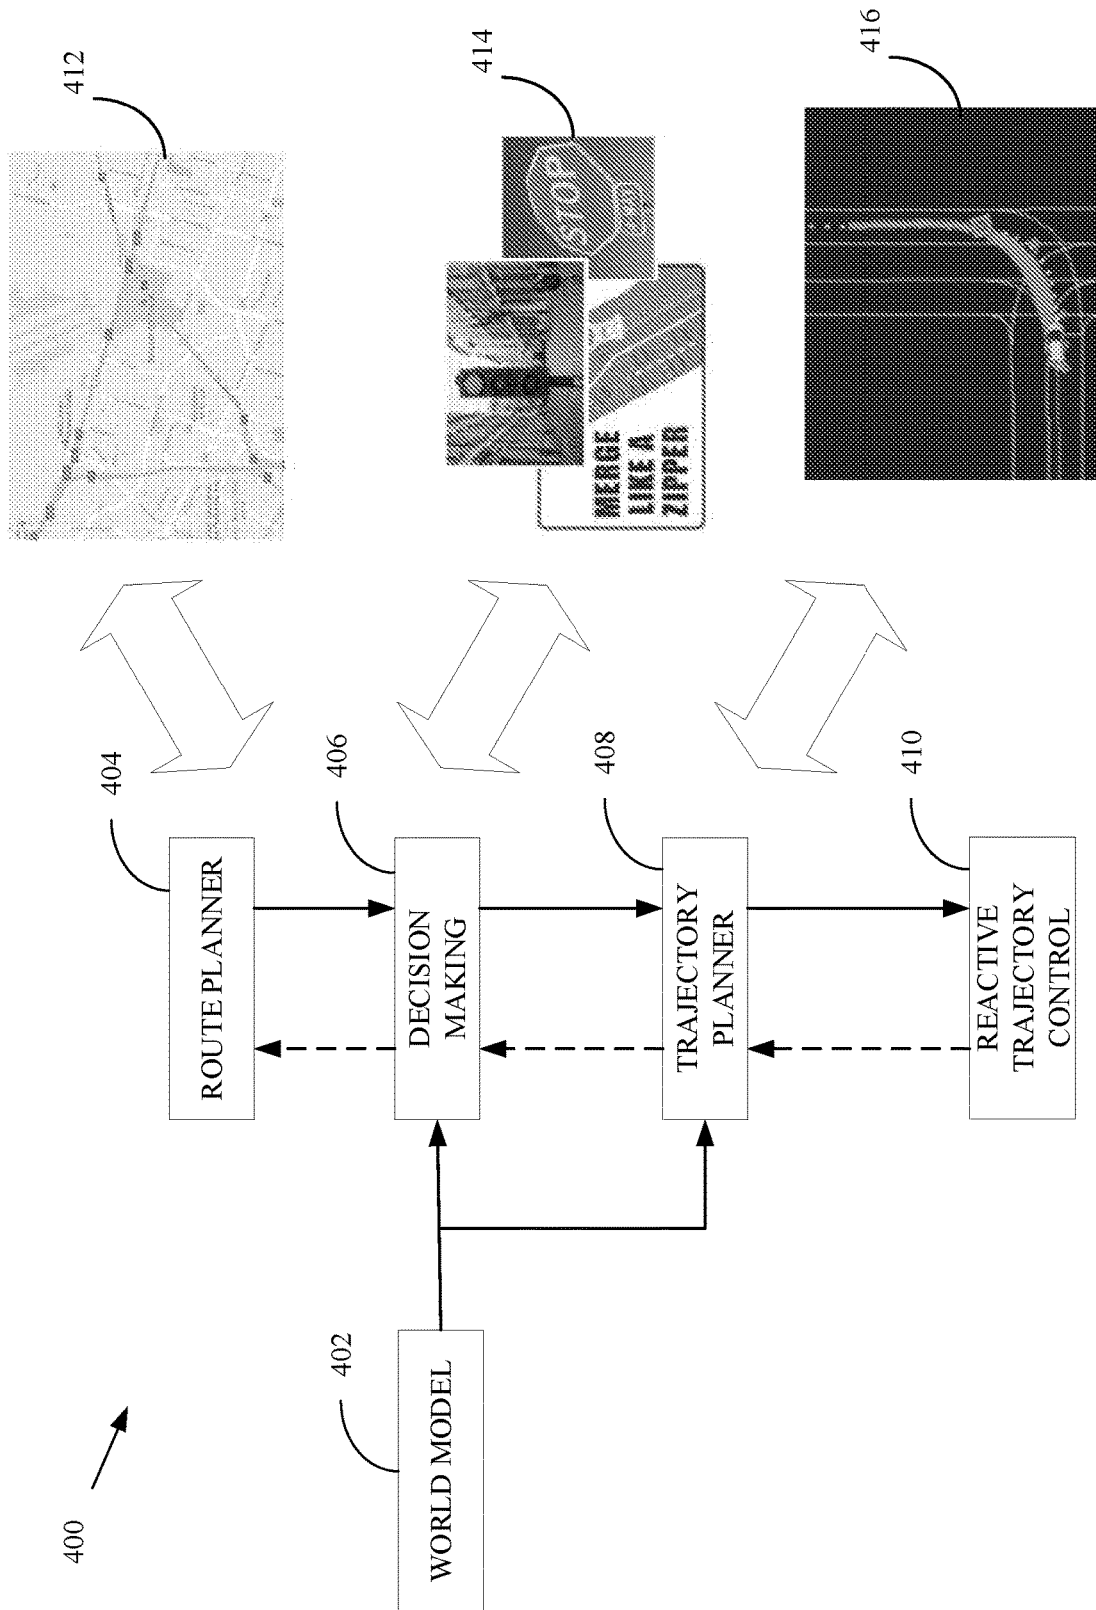 400
WORLD MODEL
402
ROUTE PLANNER
404
DECISION
MAKING
406
TRAJECTORY
PLANNER
408
REACTIVE
TRAJECTORY
CONTROL
410
412
MERGE
LIKE A
ZIPPER
STOP
414
416